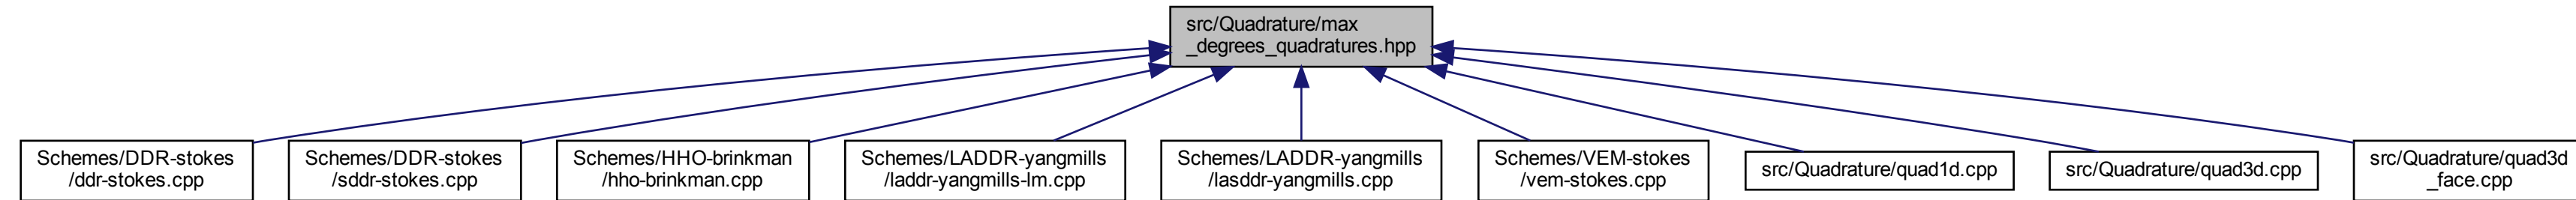 src/Quadrature/max
_degrees_quadratures.hpp
Schemes/DDR-stokes
/ddr-stokes.cpp
Schemes/DDR-stokes
/sddr-stokes.cpp
Schemes/HHO-brinkman
/hho-brinkman.cpp
Schemes/LADDR-yangmills
/laddr-yangmills-lm.cpp
Schemes/LADDR-yangmills
/lasddr-yangmills.cpp
Schemes/VEM-stokes
/vem-stokes.cpp
src/Quadrature/quad1d.cpp
src/Quadrature/quad3d.cpp
src/Quadrature/quad3d
_face.cpp